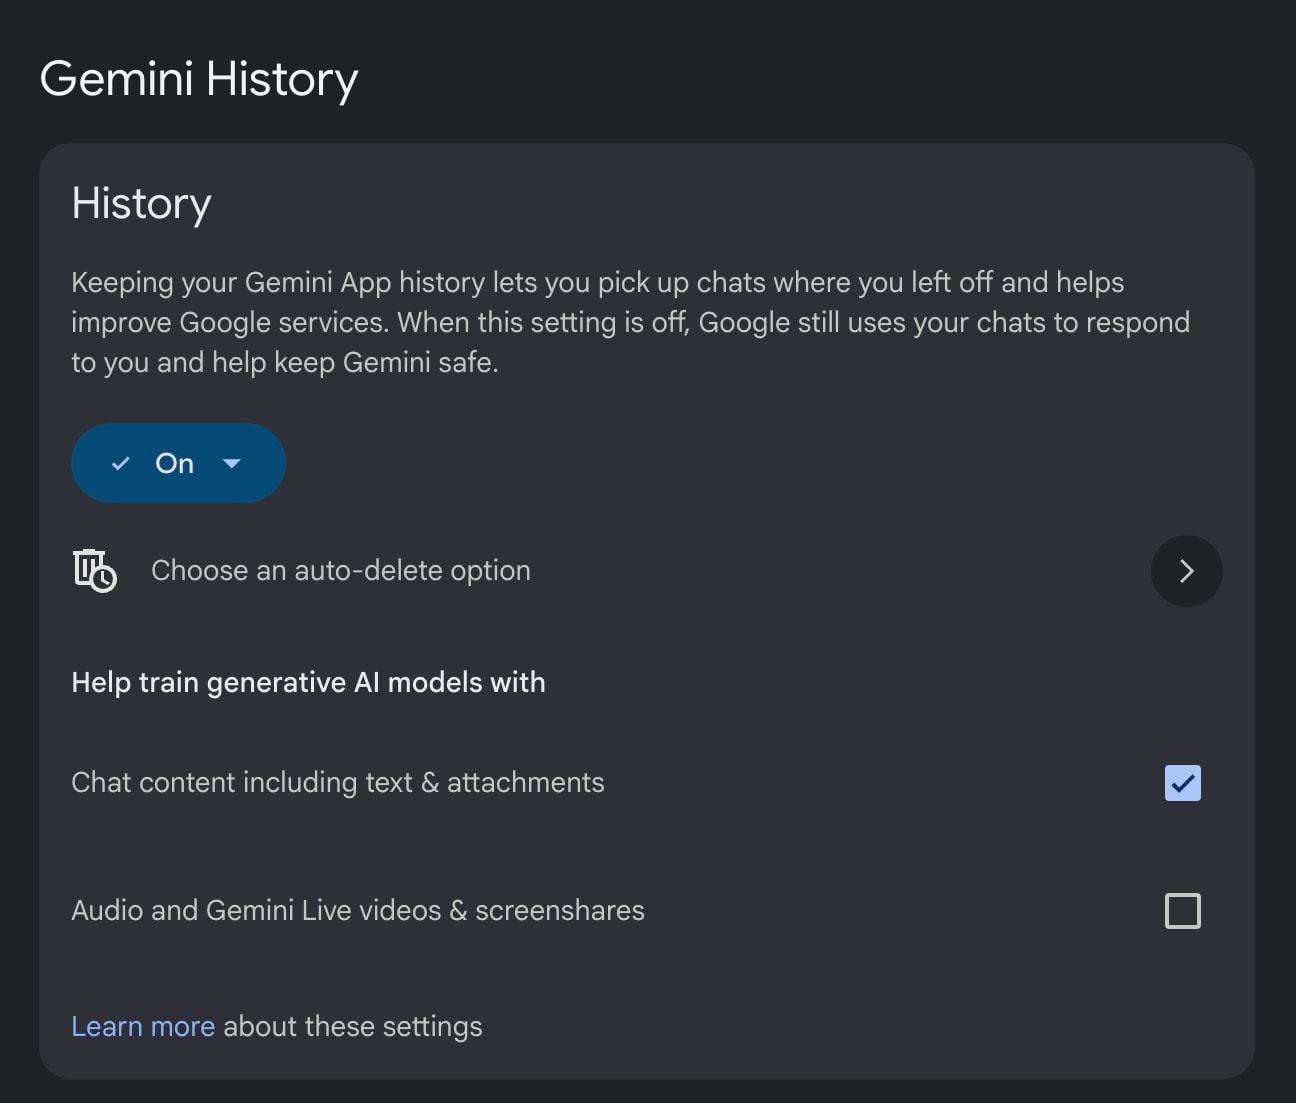 Gemini History
History
Keeping your Gemini App history lets you pick up chats where you left off and helps
improve Google services. When this setting is off, Google still uses your chats to respond
to you and help keep Gemini safe.
On
Choose an auto-delete option
Help train generative AI models with
Chat content including text & attachments
Audio and Gemini Live videos & screenshares
Learn more about these settings